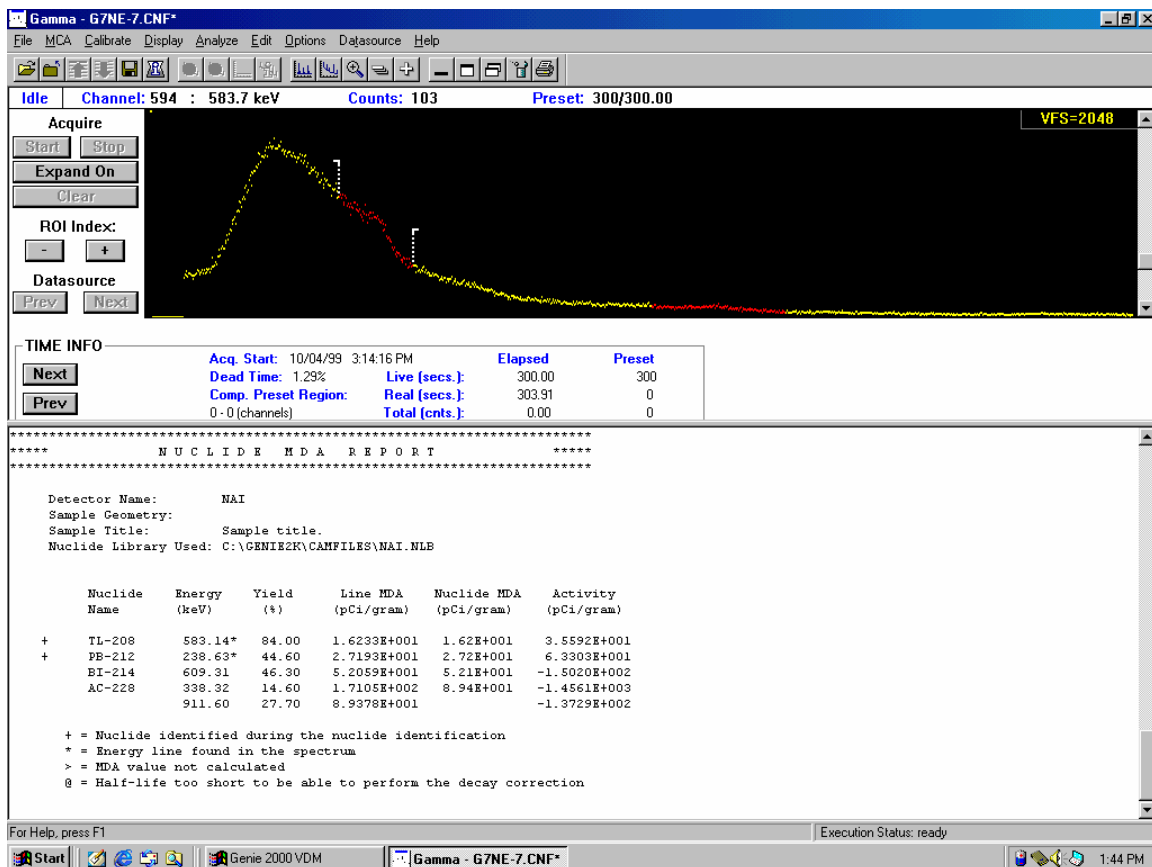 Gamma - G7NE-7.CNF*
File MCA Calibrate Display Analyze Edit Options Datasource Help
Idle Channel: 594 : 583.7 keV Counts: 103 Preset: 300/300.00
Acquire
Start Stop
Expand On
Clear
ROI Index:
- +
Datasource
Prev Next
VFS=2048
TIME INFO
Next
Prev
Acq. Start: 10/04/99 3:14:16 PM Elapsed Preset
Dead Time: 1.29% Live (secs.): 300.00 300
Comp. Preset Region: Real (secs.): 303.91 0
0 - 0 (channels) Total (cnts.): 0.00 0
*****************************************************************************
***** N U C L I D E M D A R E P O R T *****
*****************************************************************************
Detector Name: NAI
Sample Geometry:
Sample Title: Sample title.
Nuclide Library Used: C:\GENIE2K\CAMFILES\NAI.NLB
Nuclide Energy Yield Line MDA Nuclide MDA Activity
Name (keV) (%) (pCi/gram) (pCi/gram) (pCi/gram)
+ TL-208 583.14* 84.00 1.6233E+001 1.62E+001 3.5592E+001
+ PB-212 238.63* 44.60 2.7193E+001 2.72E+001 6.3303E+001
BI-214 609.31 46.30 5.2059E+001 5.21E+001 -1.5020E+002
AC-228 338.32 14.60 1.7105E+002 8.94E+001 -1.4561E+003
911.60 27.70 8.9378E+001 -1.3729E+002
+ = Nuclide identified during the nuclide identification
* = Energy line found in the spectrum
> = MDA value not calculated
@ = Half-life too short to be able to perform the decay correction
For Help, press F1 Execution Status: ready
Start Genie 2000 VDM Gamma - G7NE-7.CNF* 1:44 PM